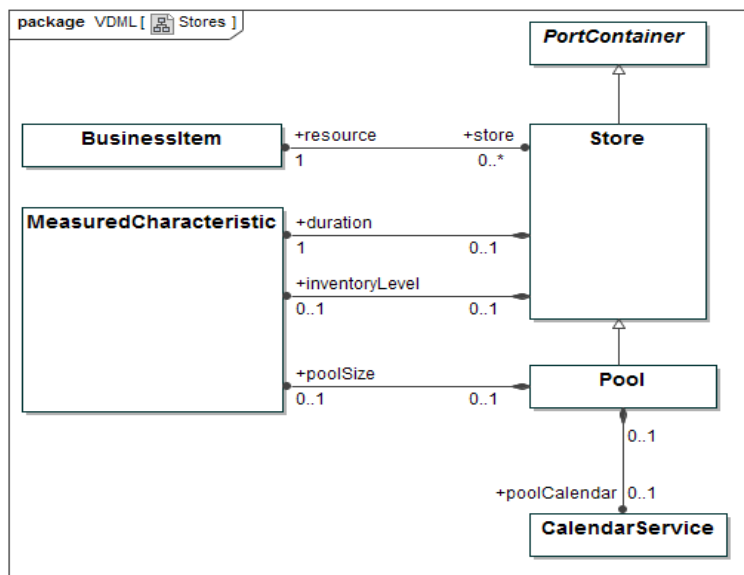 package VDML [ Stores ]
PortContainer
BusinessItem
+resource
+store
1
0..*
Store
MeasuredCharacteristic
+duration
1
0..1
+inventoryLevel
0..1
0..1
+poolSize
0..1
0..1
Pool
0..1
+poolCalendar
0..1
CalendarService